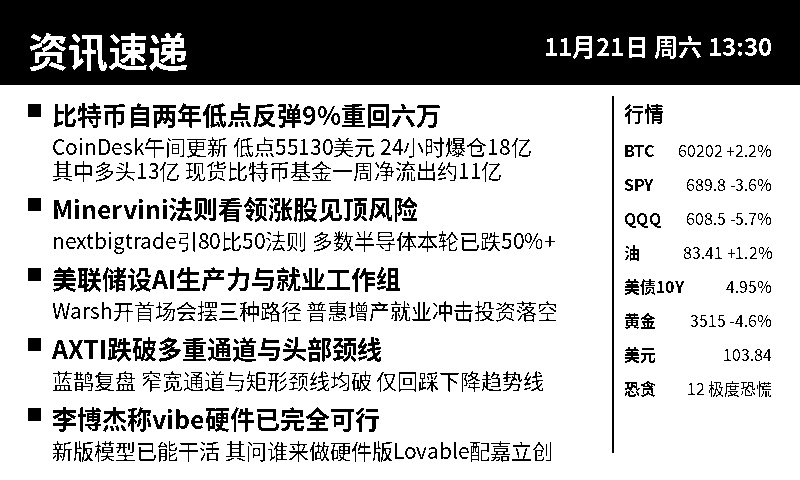 资讯速递
11月21日 周六 13:30
比特币自两年低点反弹9%重回六万
CoinDesk午间更新 低点55130美元 24小时爆仓18亿
其中多头13亿 现货比特币基金一周净流出约11亿
Minervini法则看领涨股见顶风险
nextbigtrade引80比50法则 多数半导体本轮已跌50%+
美联储设AI生产力与就业工作组
Warsh开首场会摆三种路径 普惠增产就业冲击投资落空
AXTI跌破多重通道与头部颈线
蓝鹊复盘 窄宽通道与矩形颈线均破 仅回踩下降趋势线
李博杰称vibe硬件已完全可行
新版模型已能干活 其问谁来做硬件版Lovable配嘉立创
行情
BTC 60202 +2.2%
SPY 689.8 -3.6%
QQQ 608.5 -5.7%
油 83.41 +1.2%
美债10Y 4.95%
黄金 3515 -4.6%
美元 103.84
恐贪 12 极度恐慌